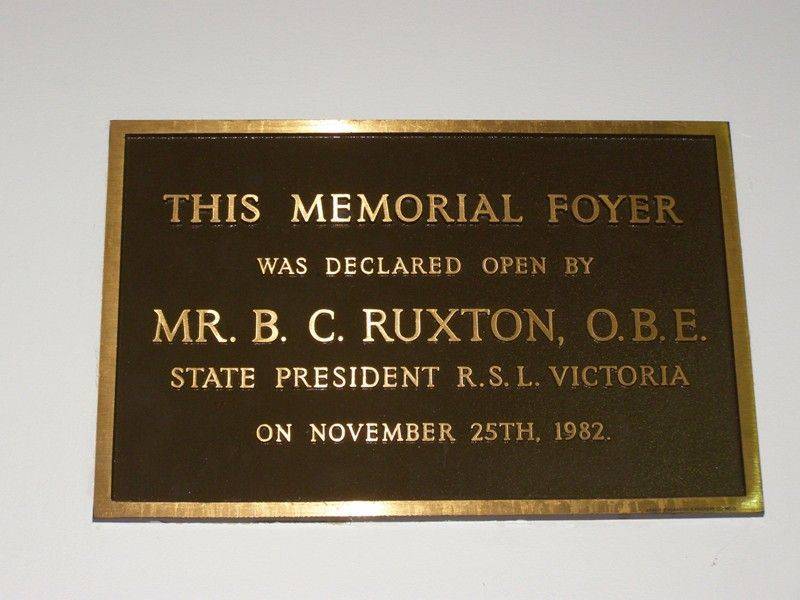 THIS MEMORIAL FOYER
WAS DECLARED OPEN BY
MR. B. C. RUXTON, O.B.E.
STATE PRESIDENT R.S.L. VICTORIA
ON NOVEMBER 25TH, 1982.